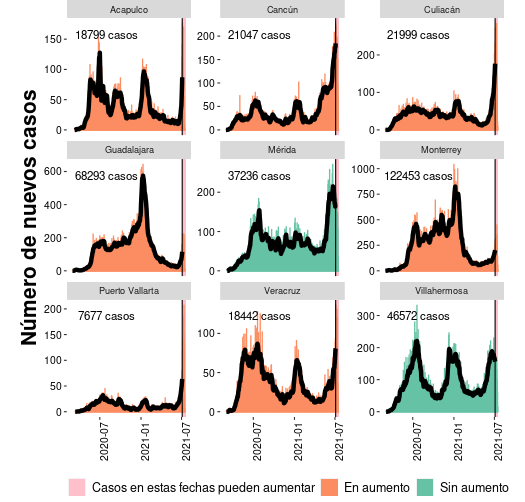 Número de nuevos casos
Acapulco
18799 casos
150
100
50
0
Cancún
21047 casos
200
150
100
50
0
Culiacán
21999 casos
200
100
0
Guadalajara
68293 casos
600
400
200
0
Mérida
37236 casos
200
100
0
Monterrey
122453 casos
1000
750
500
250
0
Puerto Vallarta
7677 casos
200
150
100
50
0
2020-07
2021-01
2021-07
Veracruz
18442 casos
100
50
0
2020-07
2021-01
2021-07
Villahermosa
46572 casos
300
200
100
0
2020-07
2021-01
2021-07
Casos en estas fechas pueden aumentar
En aumento
Sin aumento